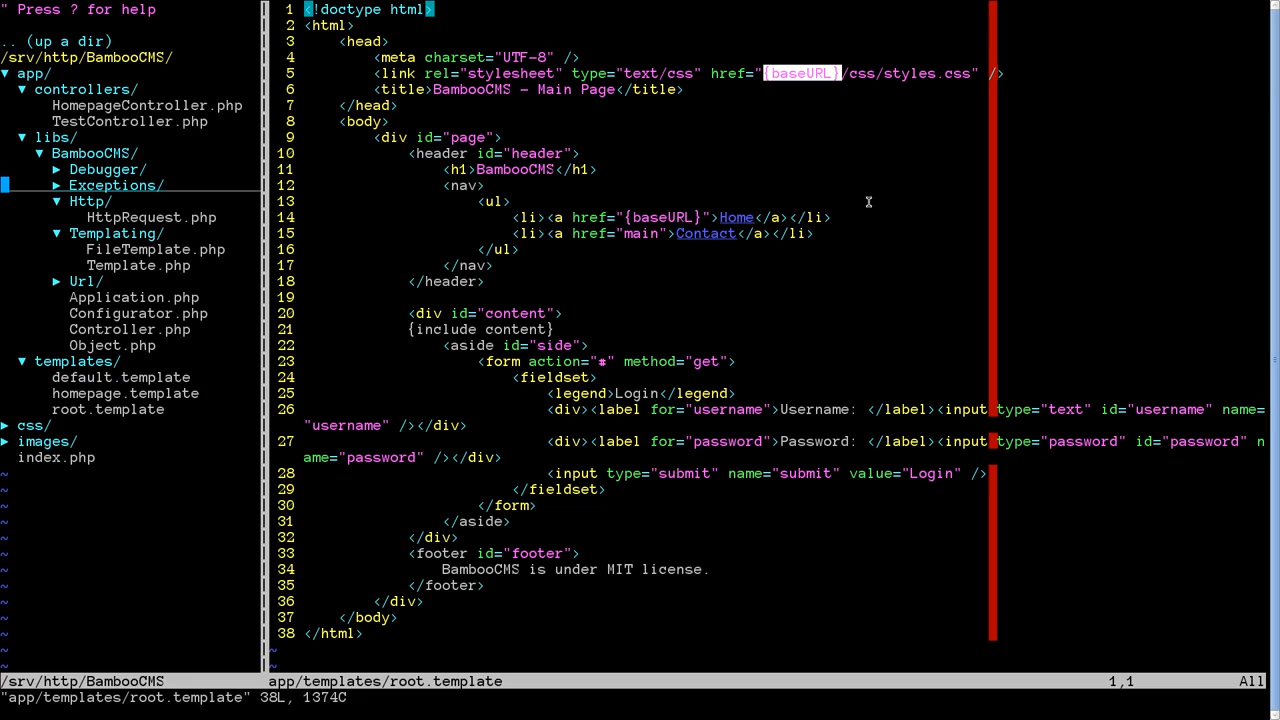 " Press ? for help
.. (up a dir)
/srv/http/BambooCMS/
▼ app/
▼ controllers/
HomepageController.php
TestController.php
▼ libs/
▼ BambooCMS/
▶ Debugger/
▶ Exceptions/
▼ Http/
HttpRequest.php
▼ Templating/
FileTemplate.php
Template.php
▶ Url/
Application.php
Configurator.php
Controller.php
Object.php
▼ templates/
default.template
homepage.template
root.template
▶ css/
▶ images/
index.php
~
~
~
~
~
~
~
~
~
~
~
~
~
1 <!doctype html>
2 <html>
3     <head>
4         <meta charset="UTF-8" />
5         <link rel="stylesheet" type="text/css" href="{baseURL}/css/styles.css" />
6         <title>BambooCMS - Main Page</title>
7     </head>
8     <body>
9         <div id="page">
10             <header id="header">
11                 <h1>BambooCMS</h1>
12                 <nav>
13                     <ul>
14                         <li><a href="{baseURL}">Home</a></li>
15                         <li><a href="main">Contact</a></li>
16                     </ul>
17                 </nav>
18             </header>
19
20             <div id="content">
21             {include content}
22                 <aside id="side">
23                     <form action="#" method="get">
24                         <fieldset>
25                             <legend>Login</legend>
26                             <div><label for="username">Username: </label><input type="text" id="username" name=
"username" /></div>
27                             <div><label for="password">Password: </label><input type="password" id="password" n
ame="password" /></div>
28                             <input type="submit" name="submit" value="Login" />
29                         </fieldset>
30                     </form>
31                 </aside>
32             </div>
33             <footer id="footer">
34                 BambooCMS is under MIT license.
35             </footer>
36         </div>
37     </body>
38 </html>
~
~
/srv/http/BambooCMS app/templates/root.template 1,1 All
"app/templates/root.template" 38L, 1374C